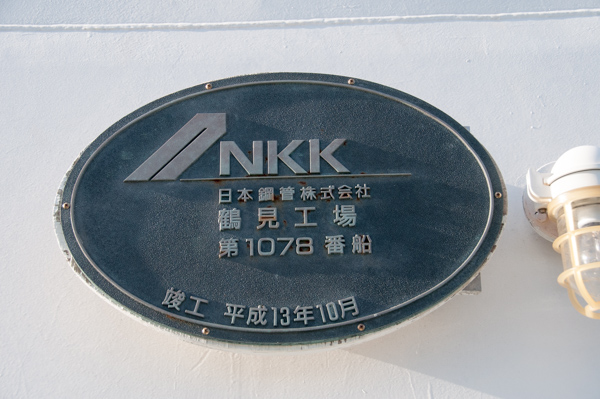 NKK
日本鋼管株式会社
鶴見工場
第1078番船
竣工 平成13年10月